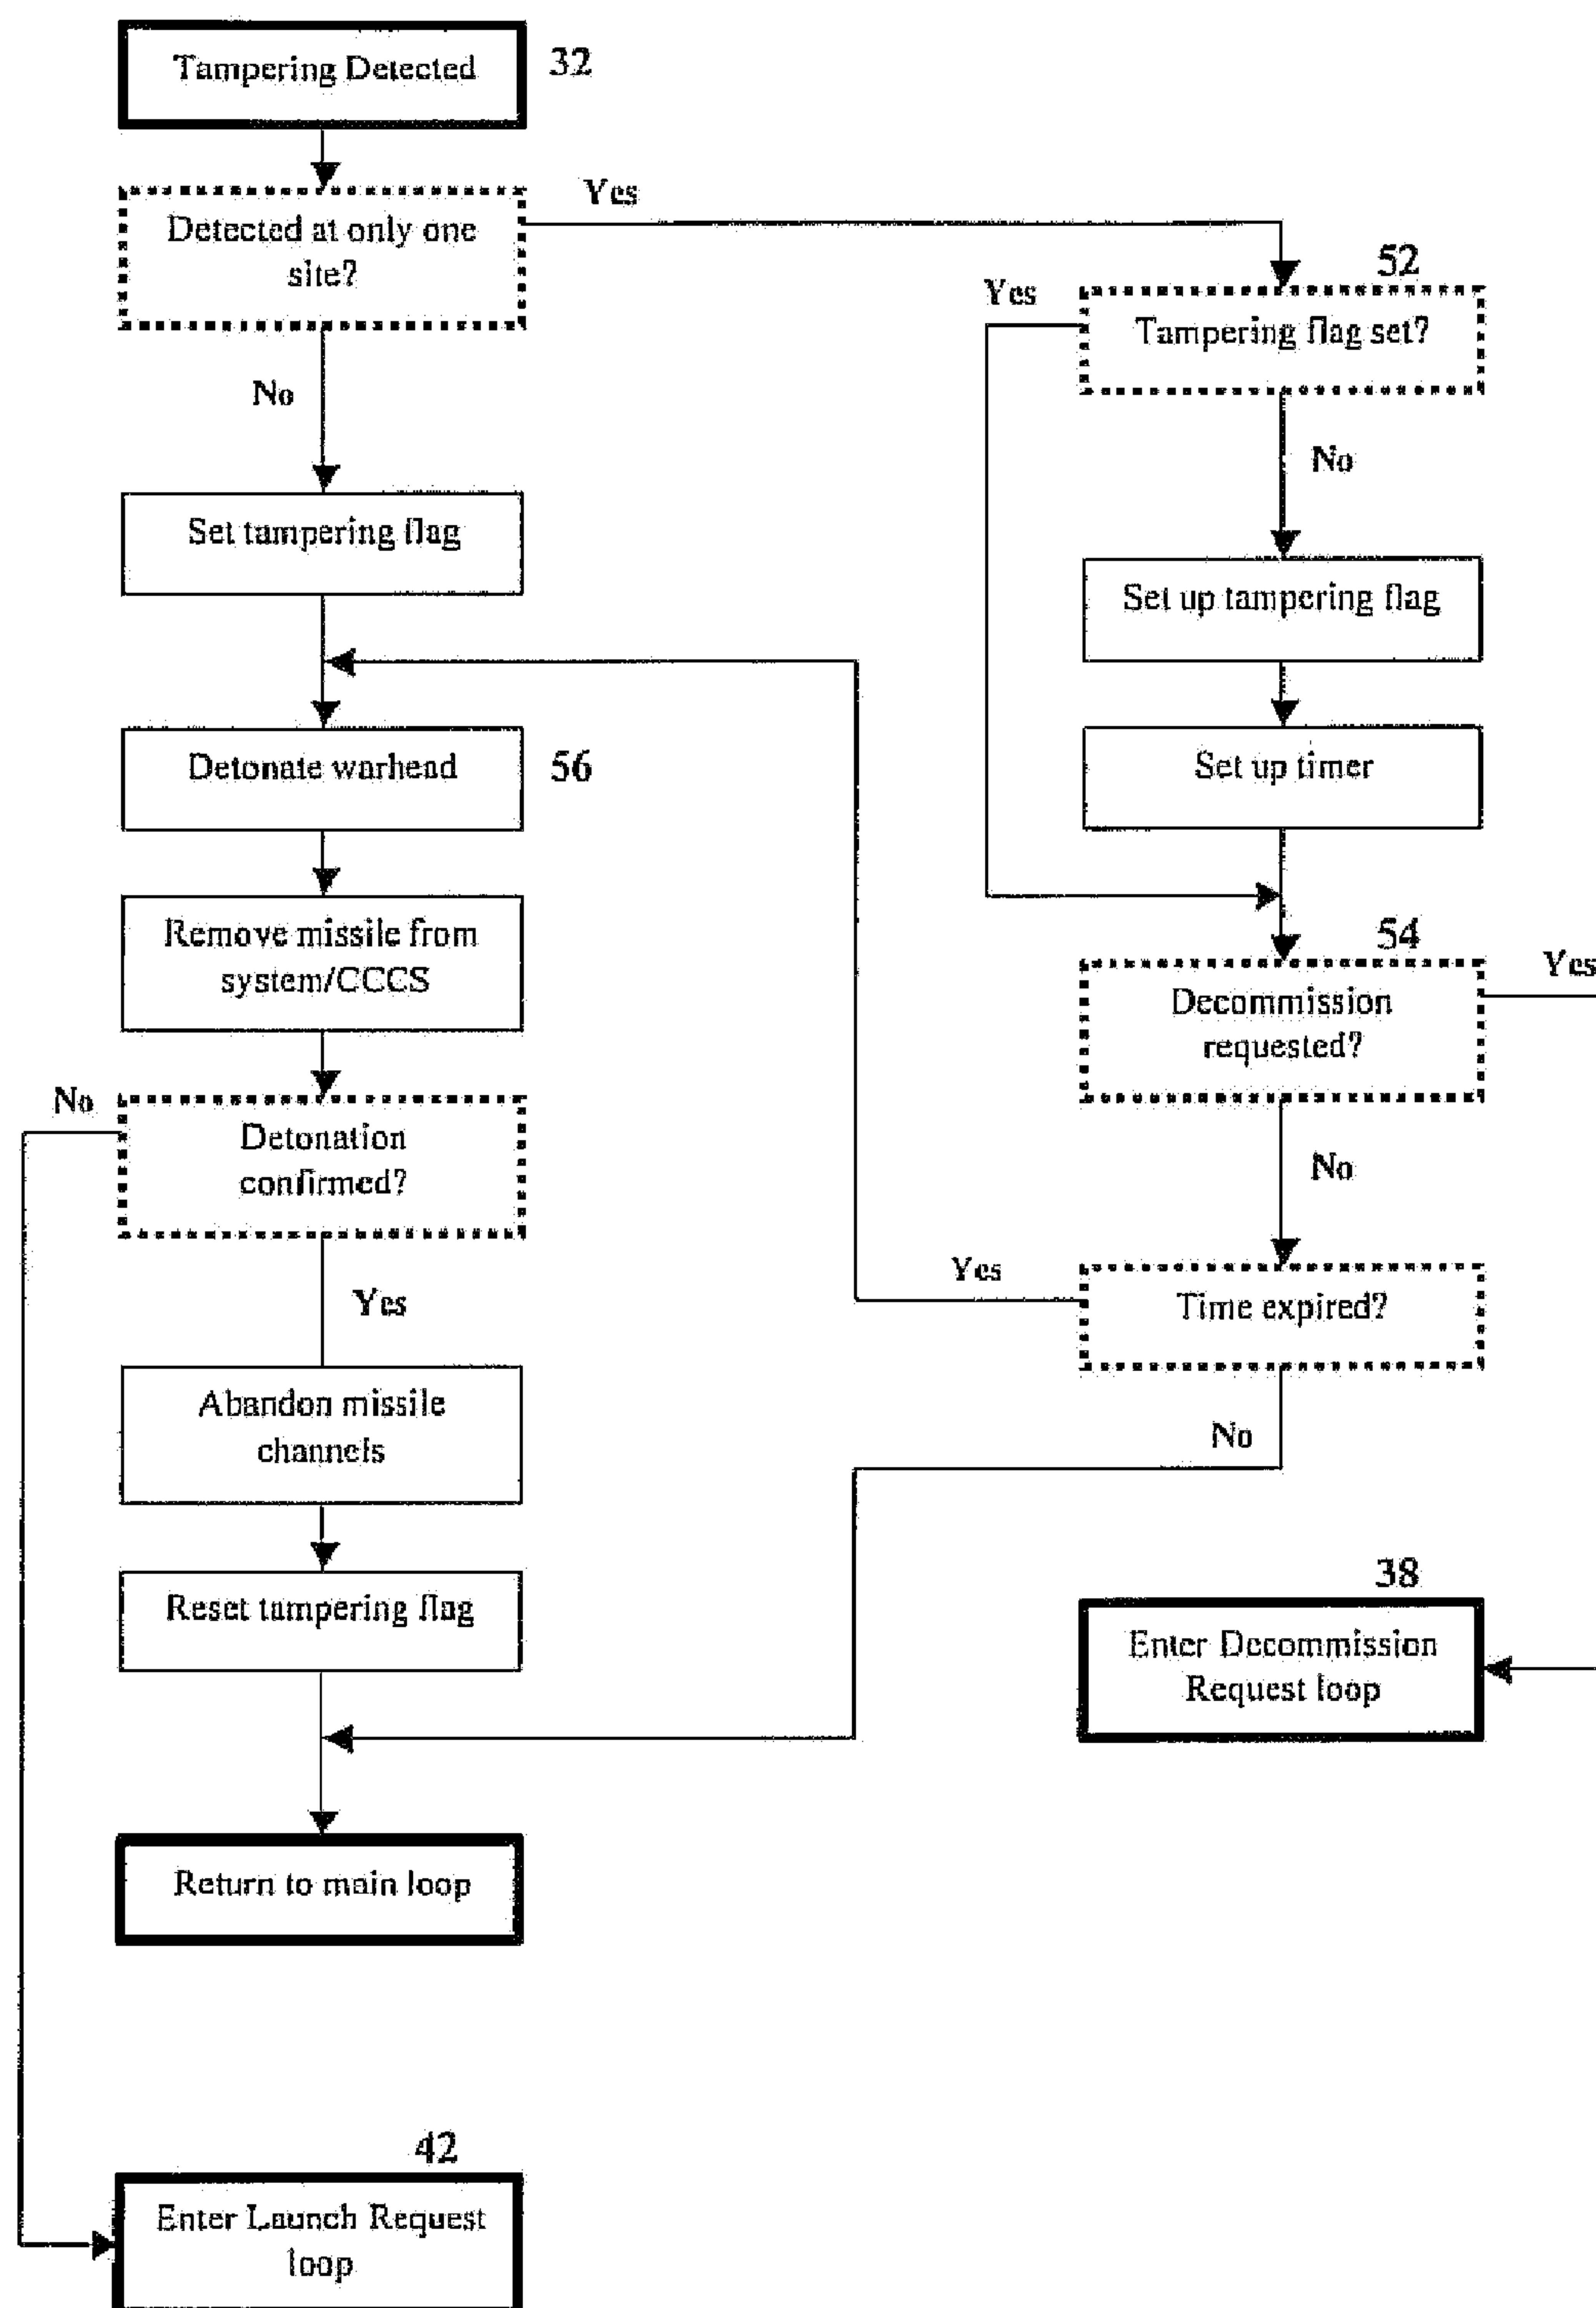 Tampering Detected
32
Detected at only one
site?
Yes
No
Set tampering flag
Detonate warhead
56
Remove missile from
system/CCCS
No
Detonation
confirmed?
Yes
Abandon missile
channels
Reset tampering flag
Return to main loop
42
Enter Launch Request
loop
52
Yes
Tampering flag set?
No
Set up tampering flag
Set up timer
54
Yes
Decommission
requested?
No
Yes
Time expired?
No
38
Enter Decommission
Request loop